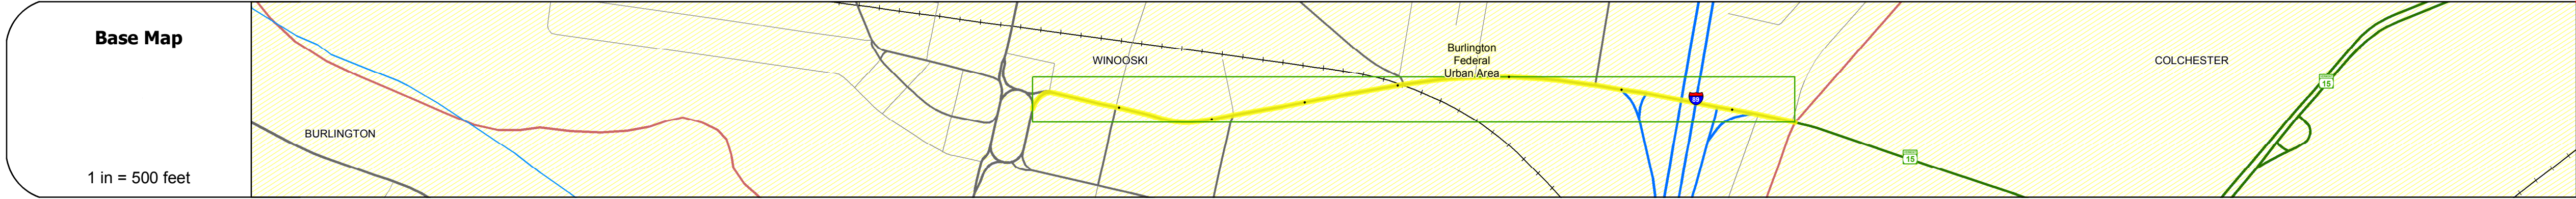 Base Map
1 in = 500 feet
BURLINGTON
WINOOSKI
Burlington
Federal
Urban Area
89
15
COLCHESTER
15